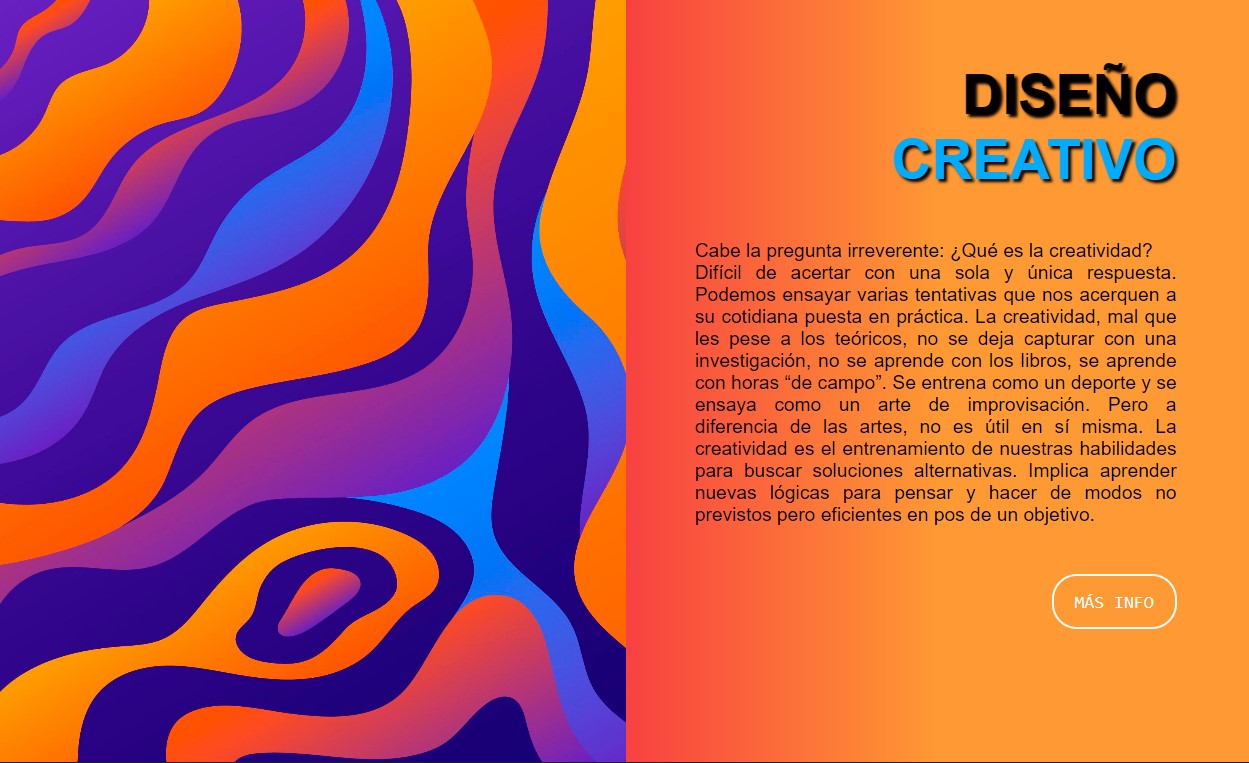 DISEÑO
CREATIVO
Cabe la pregunta irreverente: ¿Qué es la creatividad?
Difícil de acertar con una sola y única respuesta.
Podemos ensayar varias tentativas que nos acerquen a
su cotidiana puesta en práctica. La creatividad, mal que
les pese a los teóricos, no se deja capturar con una
investigación, no se aprende con los libros, se aprende
con horas “de campo”. Se entrena como un deporte y se
ensaya como un arte de improvisación. Pero a
diferencia de las artes, no es útil en sí misma. La
creatividad es el entrenamiento de nuestras habilidades
para buscar soluciones alternativas. Implica aprender
nuevas lógicas para pensar y hacer de modos no
previstos pero eficientes en pos de un objetivo.
MÁS INFO